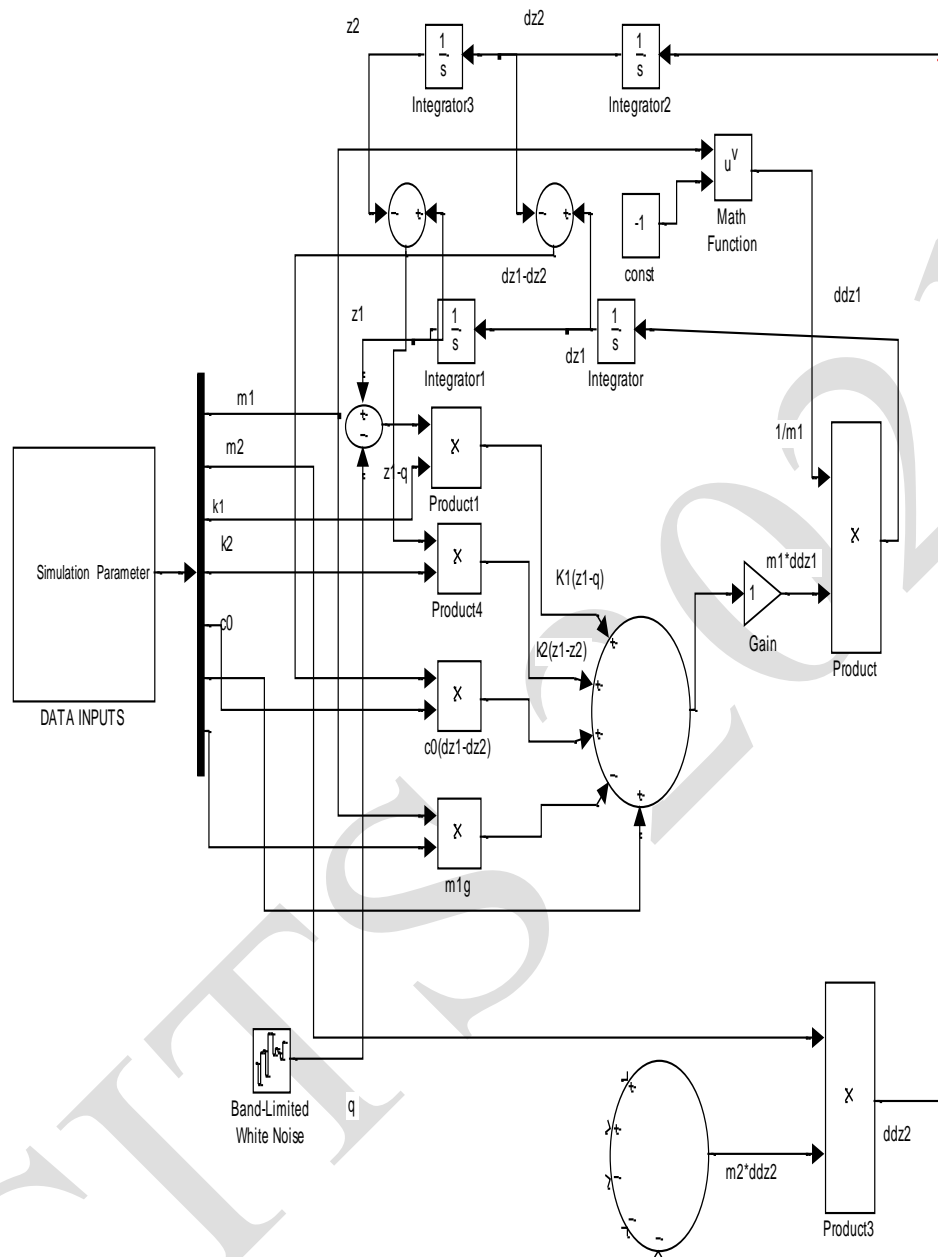 z2
dz2
1
s
Integrator3
1
s
Integrator2
u^v
Math
Function
-
+
-
+
-1
const
dz1-dz2
ddz1
z1
1
s
Integrator1
dz1
1
s
Integrator
m1
+
-
z1-q
x
Product1
1/m1
m2
k1
k2
Simulation Parameter
DATA INPUTS
x
Product4
K1(z1-q)
k2(z1-z2)
m1*ddz1
1
Gain
x
Product
c0
x
c0(dz1-dz2)
+
+
+
-
+
x
m1g
CITS 202
Band-Limited
White Noise
q
+
+
-
-
-
m2*ddz2
x
ddz2
Product3